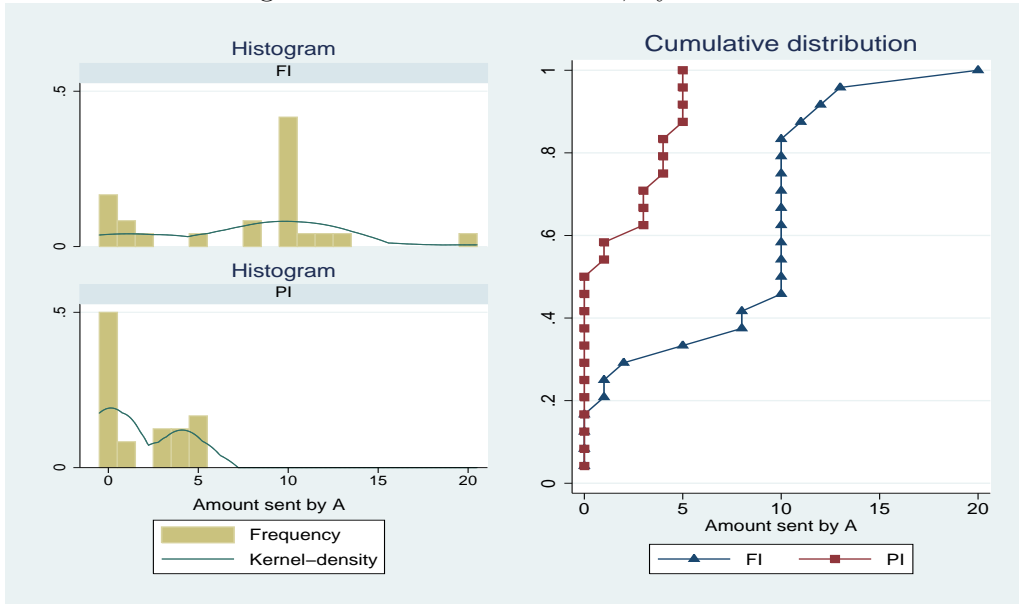 Histogram
FI
.5
0
Histogram
PI
.5
0
0 5 10 15 20
Amount sent by A
Frequency
Kernel-density
Cumulative distribution
1
.8
.6
.4
.2
0
0 5 10 15 20
Amount sent by A
FI PI